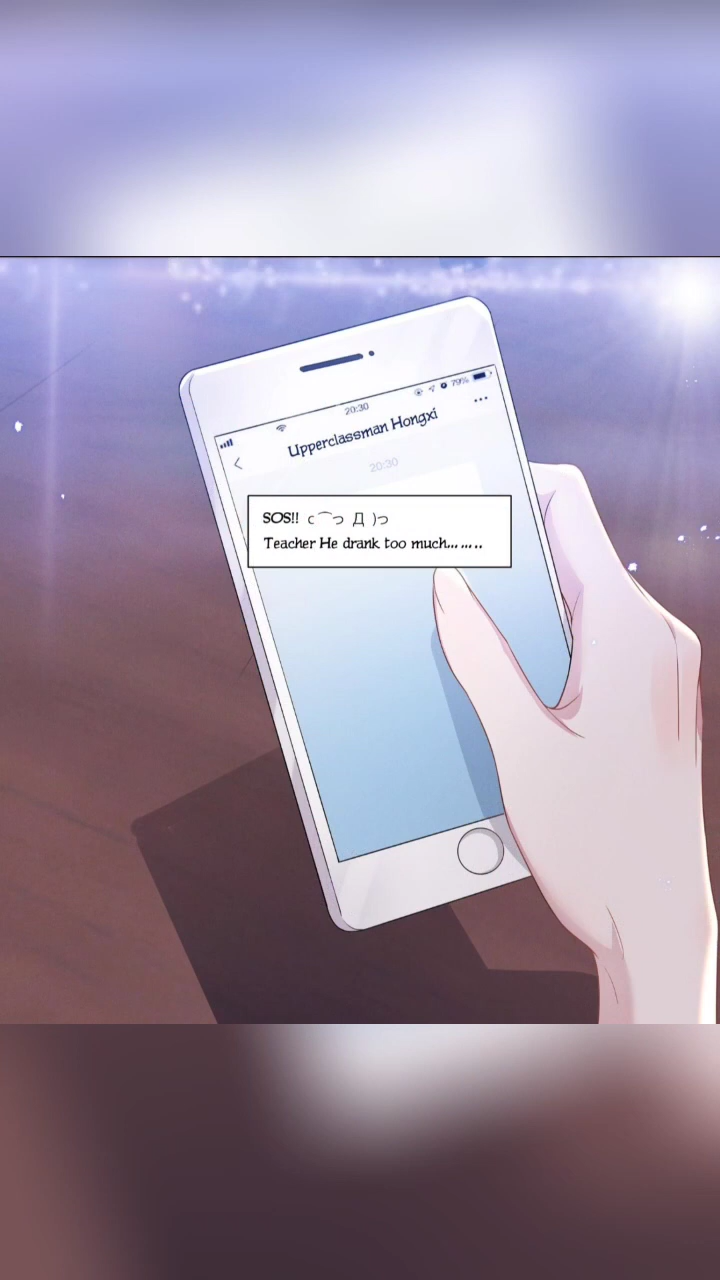 20:30
79%
Upperclassman Hongxi
20:30
SOS!! c⌒っ Д )っ
Teacher He drank too much.........